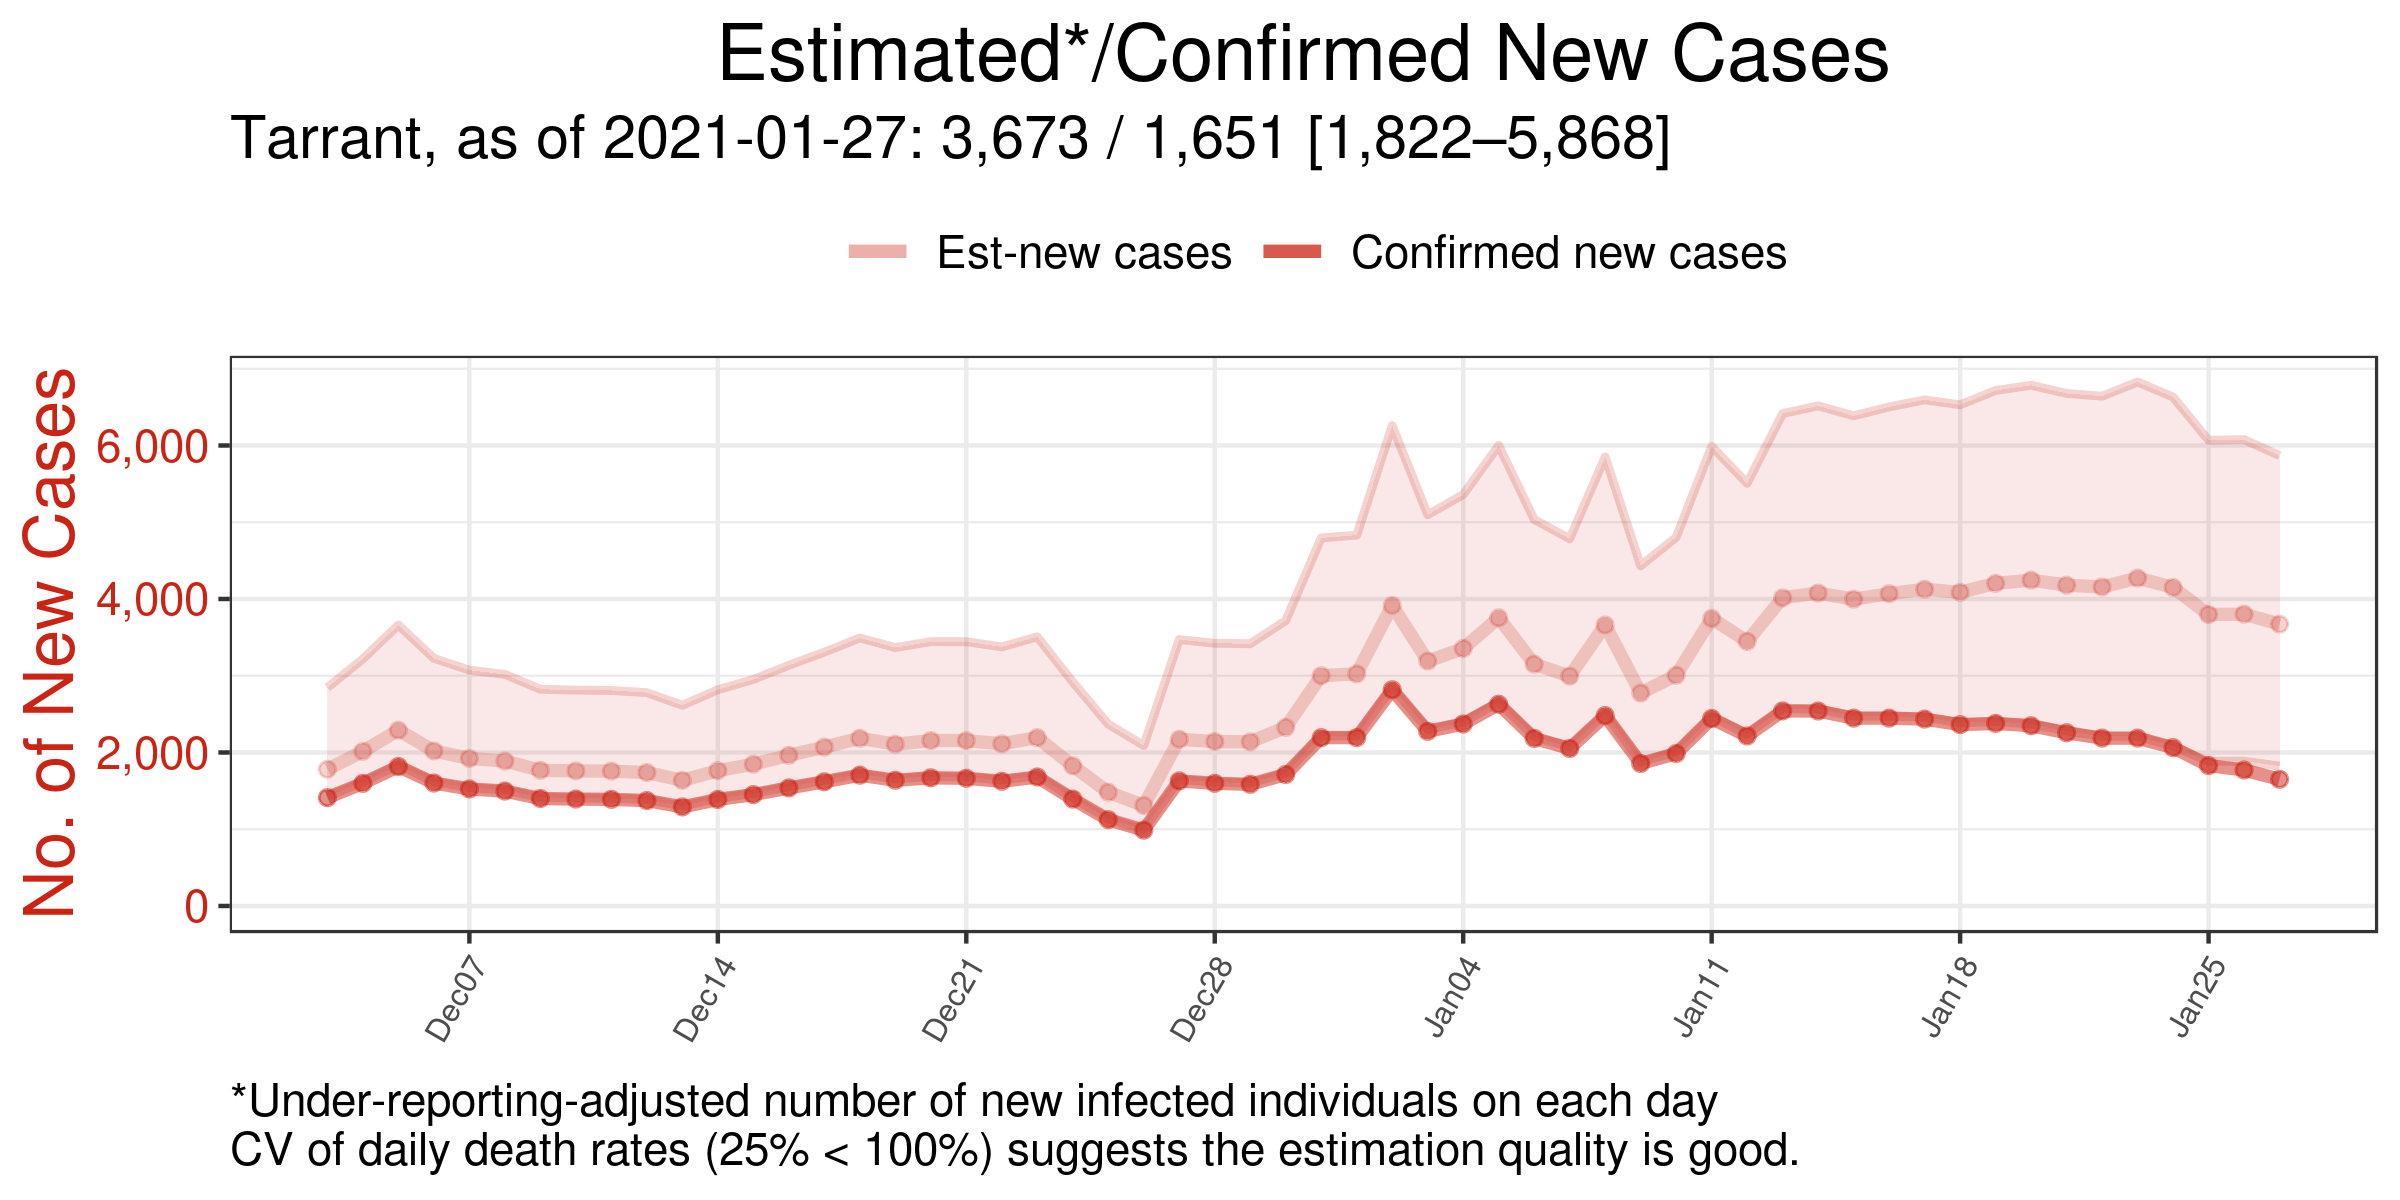 Estimated*/Confirmed New Cases
Tarrant, as of 2021-01-27: 3,673 / 1,651 [1,822–5,868]
Est-new cases
Confirmed new cases
No. of New Cases
6,000
4,000
2,000
0
Dec07
Dec14
Dec21
Dec28
Jan04
Jan11
Jan18
Jan25
*Under-reporting-adjusted number of new infected individuals on each day
CV of daily death rates (25% < 100%) suggests the estimation quality is good.